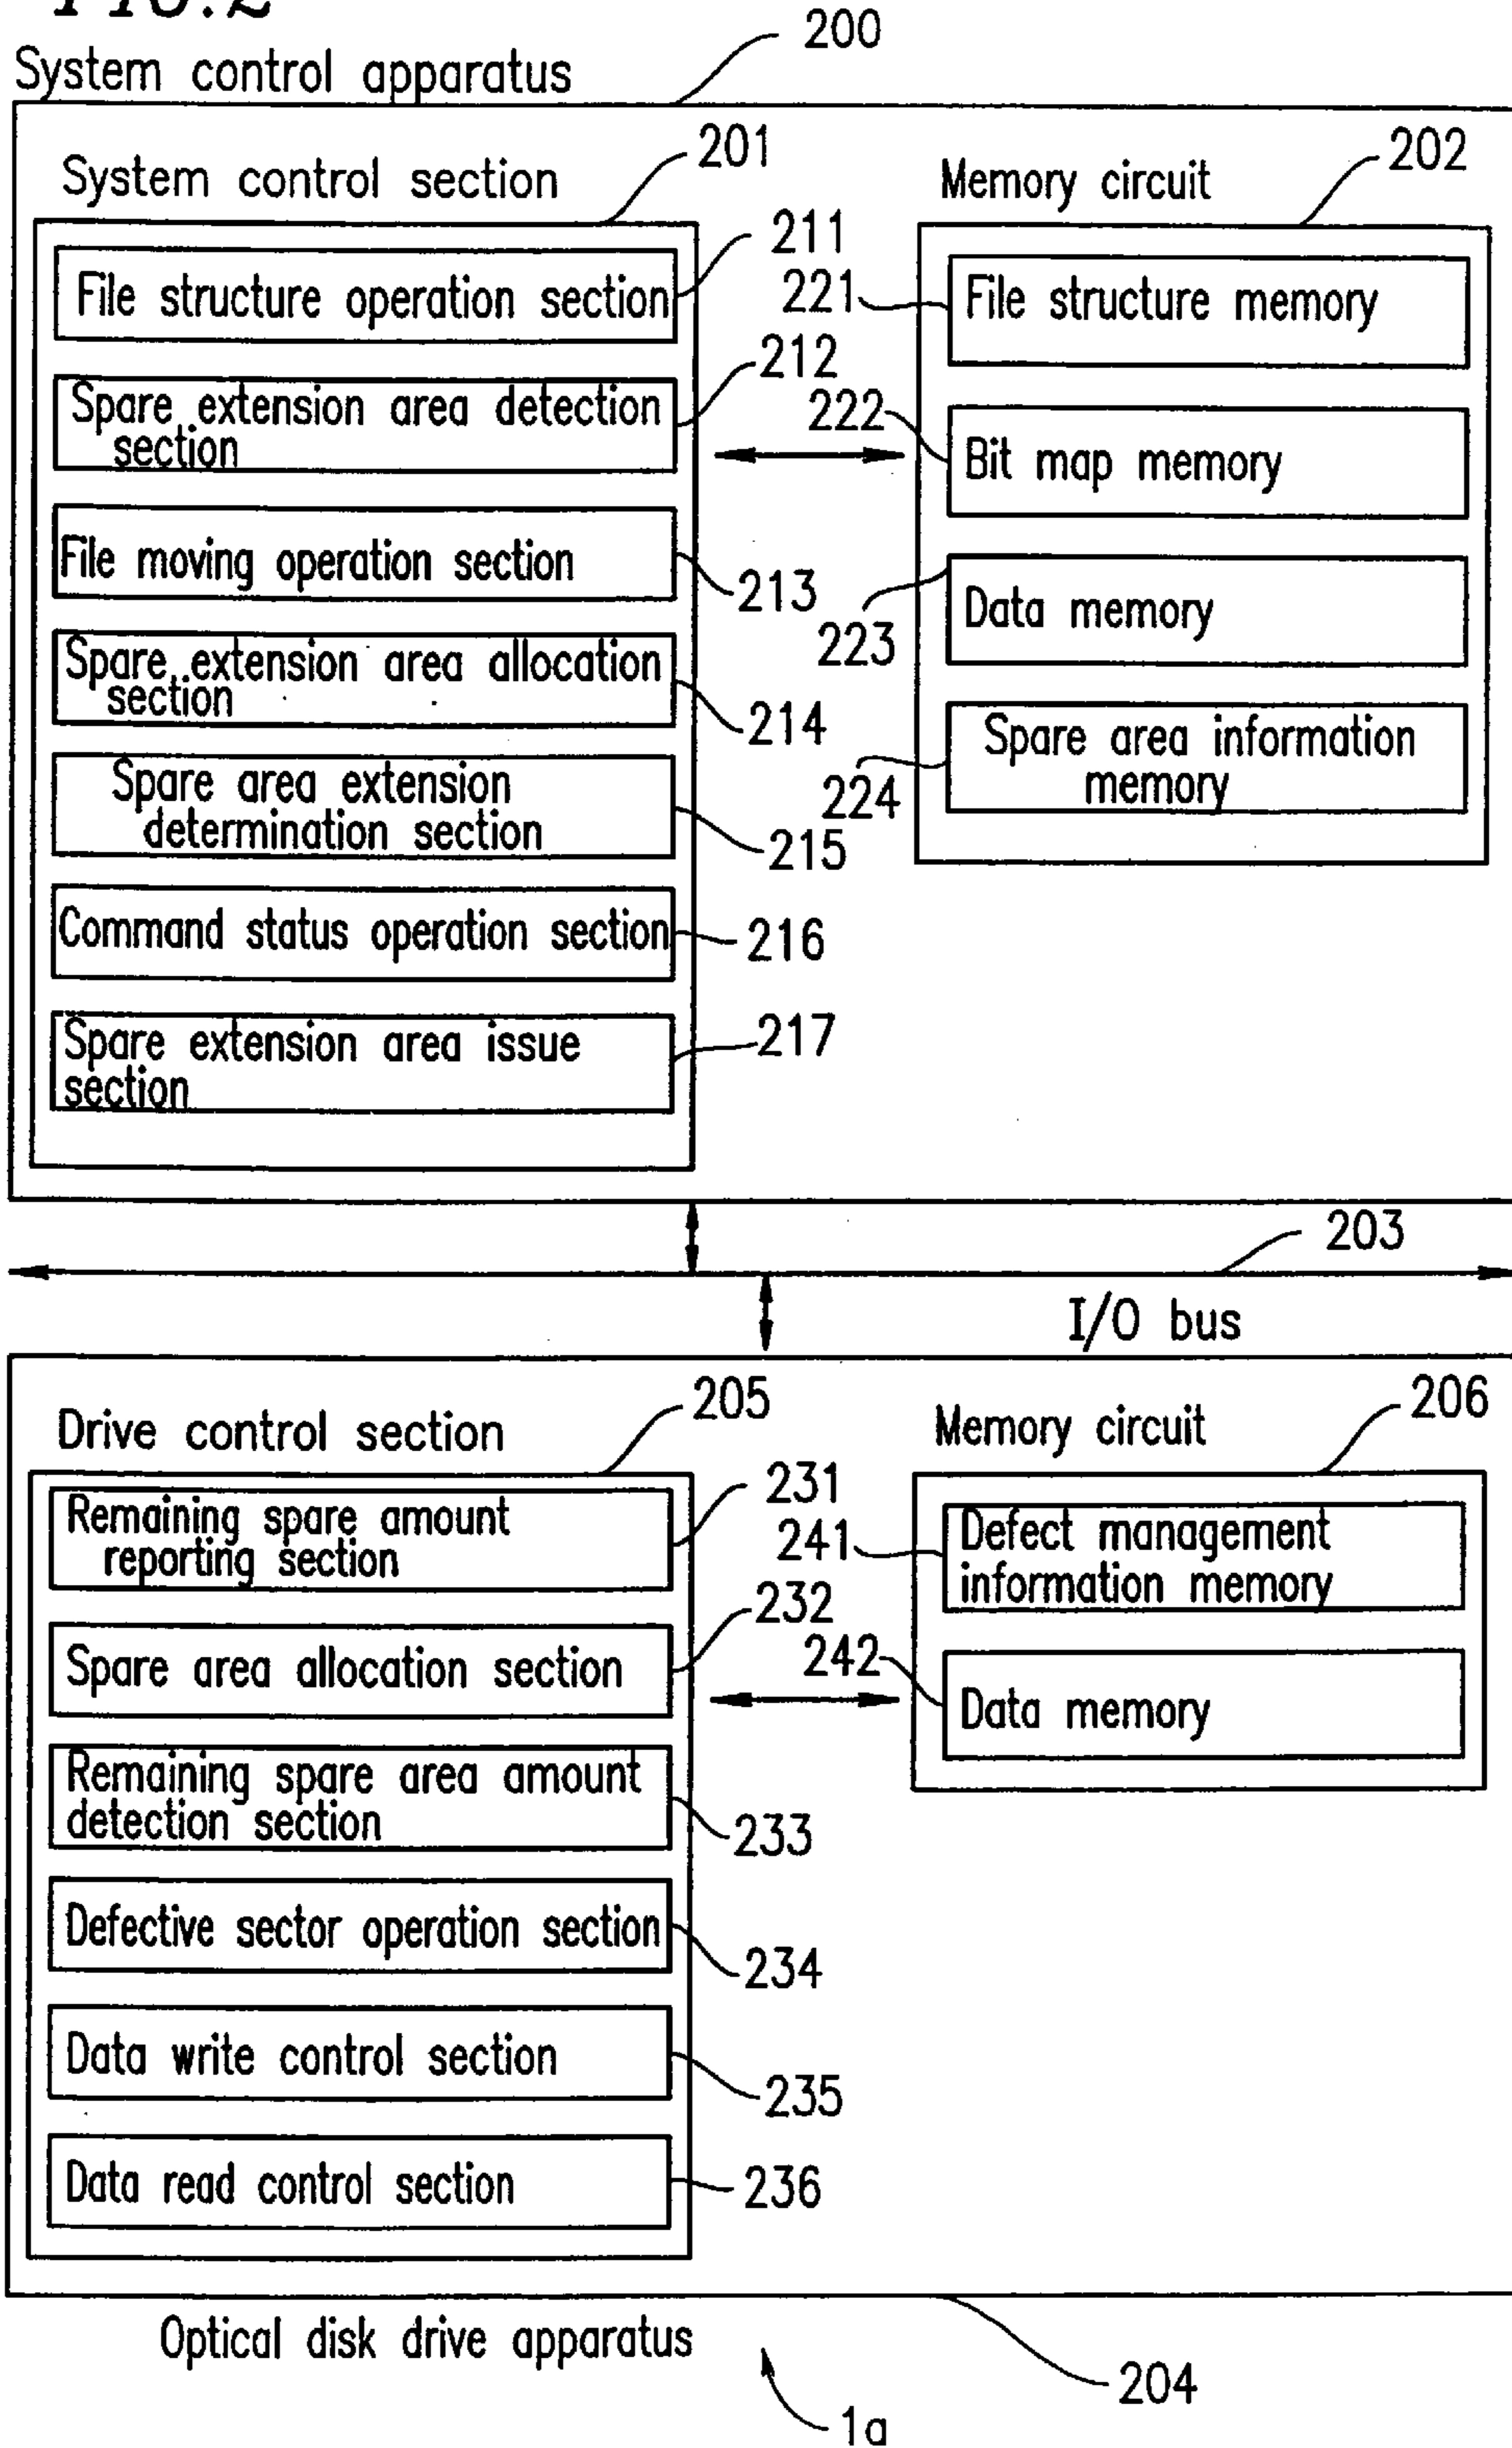 FIG.2
200
System control apparatus
201
System control section
211
File structure operation section
212
Spare extension area detection
section
File moving operation section
213
Spare extension area allocation
section
214
Spare area extension
determination section
215
Command status operation section
216
Spare extension area issue
section
217
202
Memory circuit
221
File structure memory
222
Bit map memory
223
Data memory
224
Spare area information
memory
203
I/O bus
205
Drive control section
231
Remaining spare amount
reporting section
232
Spare area allocation section
Remaining spare area amount
detection section
233
Defective sector operation section
234
Data write control section
235
Data read control section
236
206
Memory circuit
241
Defect management
information memory
242
Data memory
Optical disk drive apparatus
204
1a